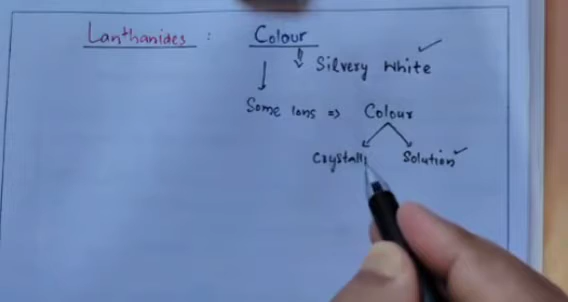 Lanthanides : Colour
Silvery White
Some Ions => Colour
Crystall Solution